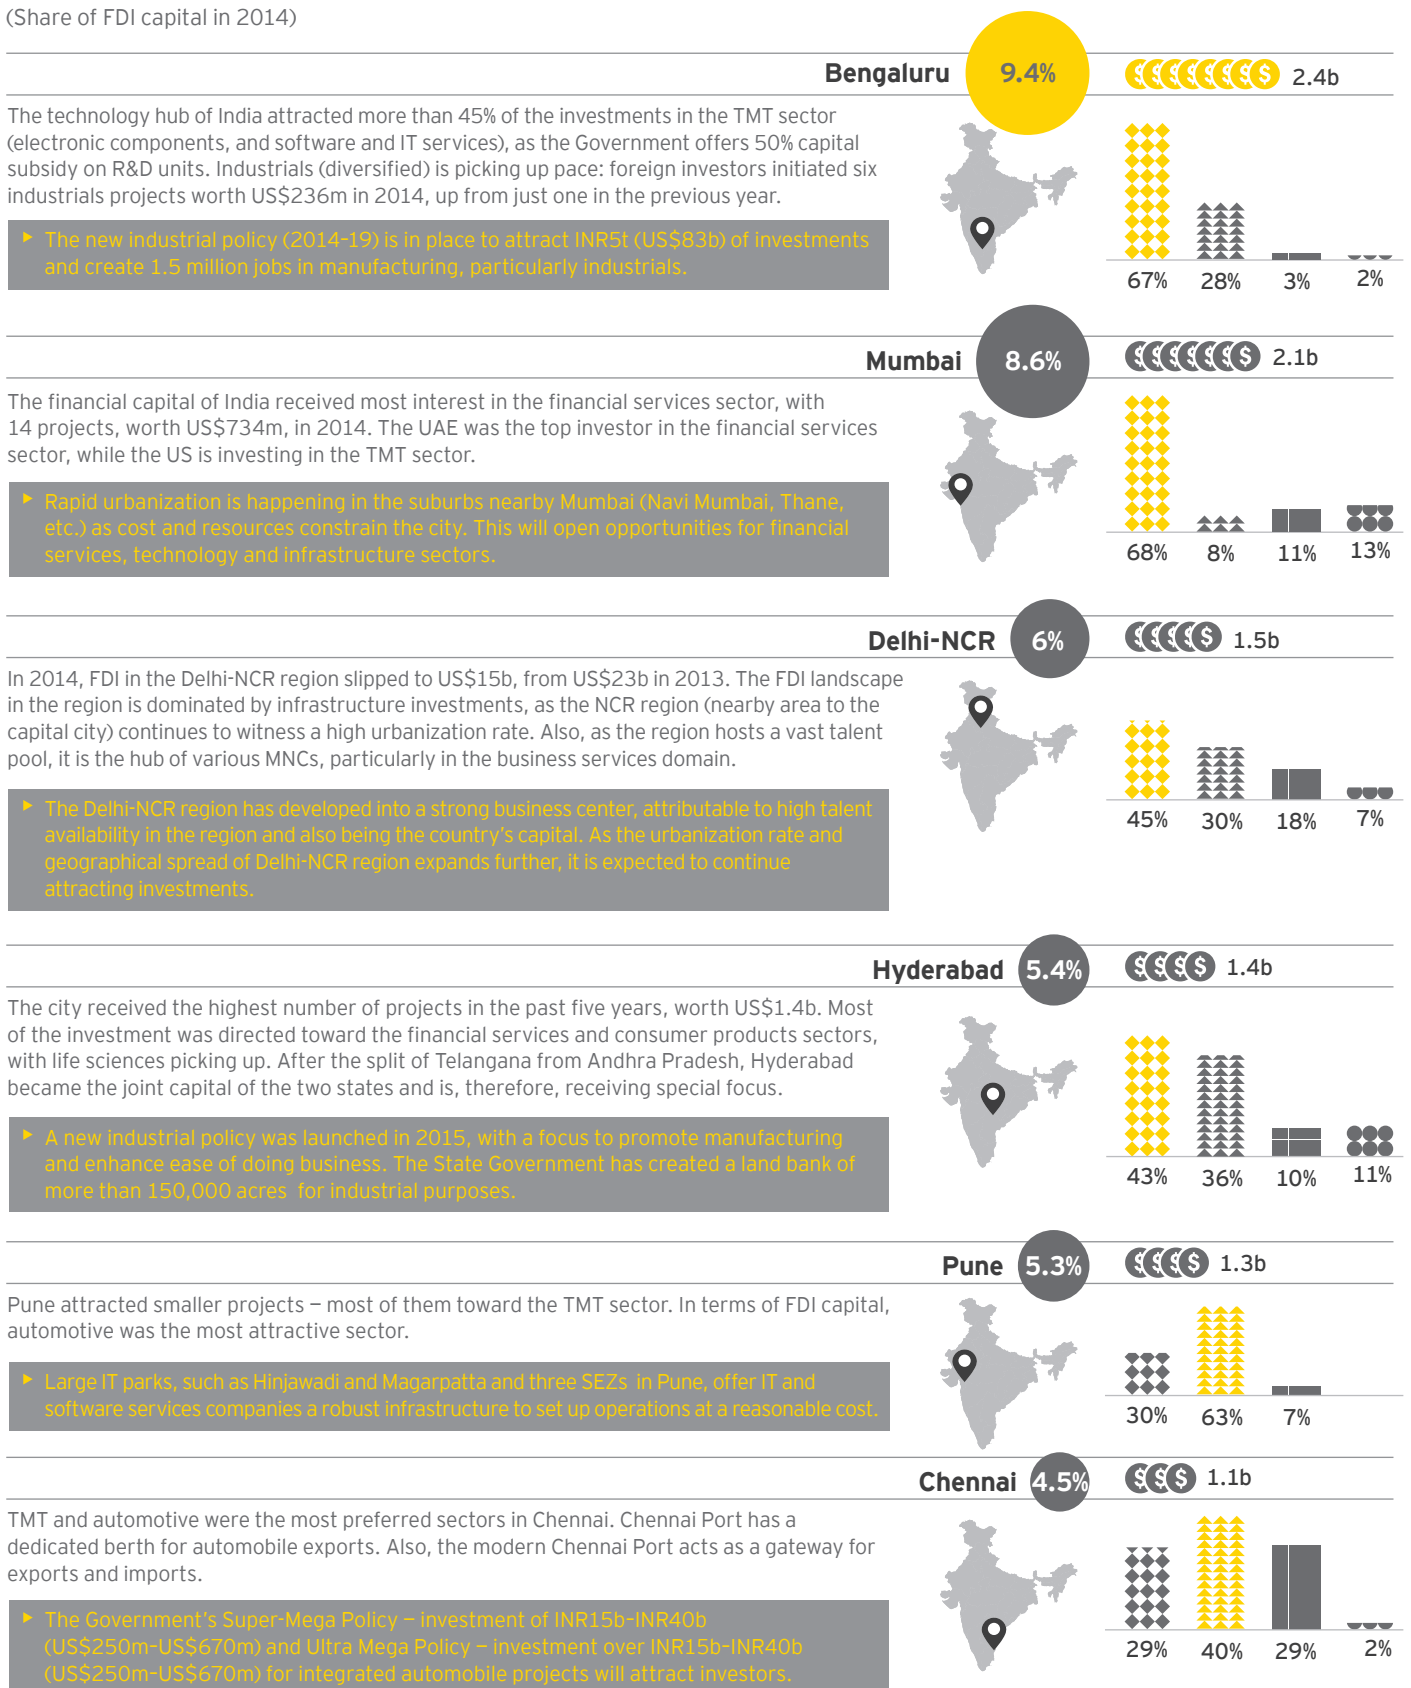 (Share of FDI capital in 2014)
Bengaluru 9.4% $ $ $ $ $ $ $ $ 2.4b
The technology hub of India attracted more than 45% of the investments in the TMT sector
(electronic components, and software and IT services), as the Government offers 50% capital
subsidy on R&D units. Industrials (diversified) is picking up pace: foreign investors initiated six
industrials projects worth US$236m in 2014, up from just one in the previous year.
▶ The new industrial policy (2014–19) is in place to attract INR5t (US$83b) of investments
and create 1.5 million jobs in manufacturing, particularly industrials.
67% 28% 3% 2%
Mumbai 8.6% $ $ $ $ $ $ $ 2.1b
The financial capital of India received most interest in the financial services sector, with
14 projects, worth US$734m, in 2014. The UAE was the top investor in the financial services
sector, while the US is investing in the TMT sector.
▶ Rapid urbanization is happening in the suburbs nearby Mumbai (Navi Mumbai, Thane,
etc.) as cost and resources constrain the city. This will open opportunities for financial
services, technology and infrastructure sectors.
68% 8% 11% 13%
Delhi-NCR 6% $ $ $ $ $ 1.5b
In 2014, FDI in the Delhi-NCR region slipped to US$15b, from US$23b in 2013. The FDI landscape
in the region is dominated by infrastructure investments, as the NCR region (nearby area to the
capital city) continues to witness a high urbanization rate. Also, as the region hosts a vast talent
pool, it is the hub of various MNCs, particularly in the business services domain.
▶ The Delhi-NCR region has developed into a strong business center, attributable to high talent
availability in the region and also being the country's capital. As the urbanization rate and
geographical spread of Delhi-NCR region expands further, it is expected to continue
attracting investments.
45% 30% 18% 7%
Hyderabad 5.4% $ $ $ $ 1.4b
The city received the highest number of projects in the past five years, worth US$1.4b. Most
of the investment was directed toward the financial services and consumer products sectors,
with life sciences picking up. After the split of Telangana from Andhra Pradesh, Hyderabad
became the joint capital of the two states and is, therefore, receiving special focus.
▶ A new industrial policy was launched in 2015, with a focus to promote manufacturing
and enhance ease of doing business. The State Government has created a land bank of
more than 150,000 acres for industrial purposes.
43% 36% 10% 11%
Pune 5.3% $ $ $ $ 1.3b
Pune attracted smaller projects — most of them toward the TMT sector. In terms of FDI capital,
automotive was the most attractive sector.
▶ Large IT parks, such as Hinjawadi and Magarpatta and three SEZs in Pune, offer IT and
software services companies a robust infrastructure to set up operations at a reasonable cost.
30% 63% 7%
Chennai 4.5% $ $ $ 1.1b
TMT and automotive were the most preferred sectors in Chennai. Chennai Port has a
dedicated berth for automobile exports. Also, the modern Chennai Port acts as a gateway for
exports and imports.
▶ The Government's Super-Mega Policy — investment of INR15b–INR40b
(US$250m–US$670m) and Ultra Mega Policy — investment over INR15b–INR40b
(US$250m–US$670m) for integrated automobile projects will attract investors.
29% 40% 29% 2%